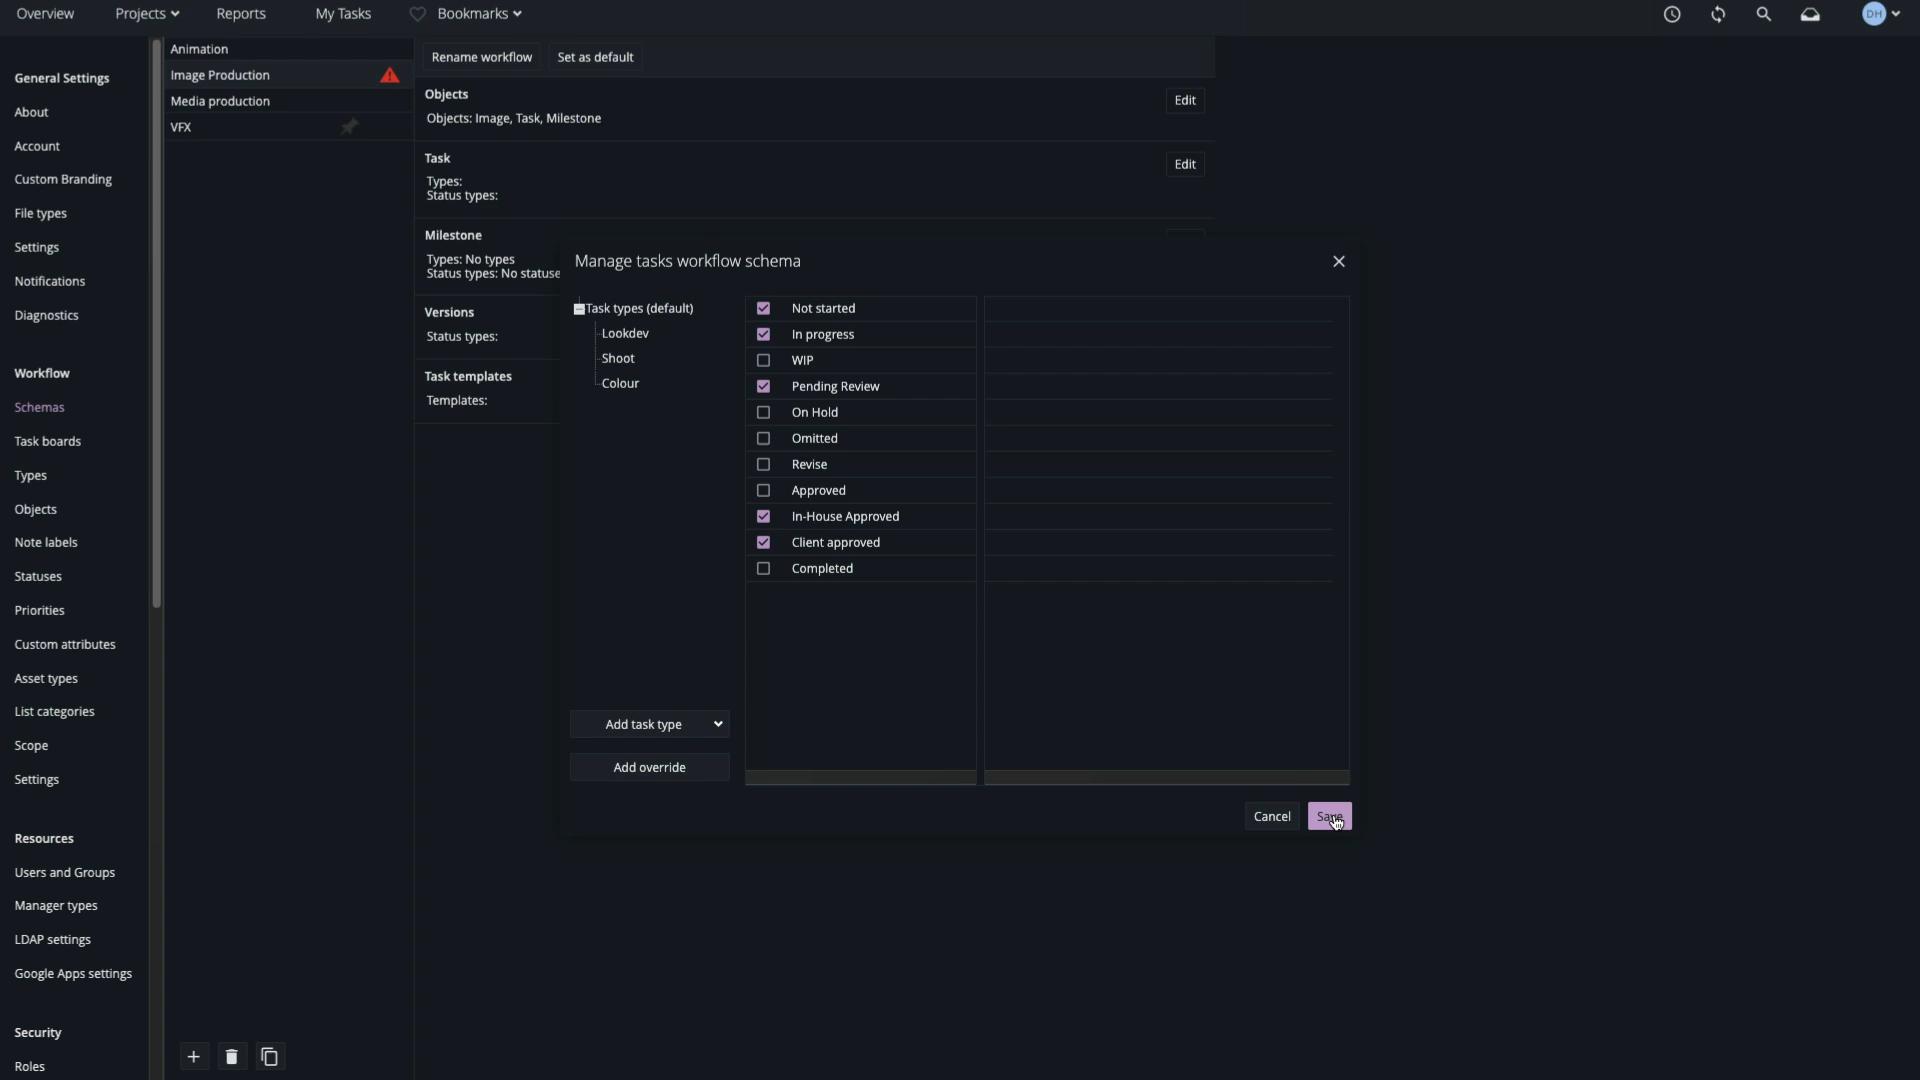 Overview Projects Reports My Tasks Bookmarks DH
General Settings
About
Account
Custom Branding
File types
Settings
Notifications
Diagnostics
Workflow
Schemas
Task boards
Types
Objects
Note labels
Statuses
Priorities
Custom attributes
Asset types
List categories
Scope
Settings
Resources
Users and Groups
Manager types
LDAP settings
Google Apps settings
Security
Roles
Animation
Image Production
Media production
VFX
Rename workflow Set as default
Objects
Edit
Objects: Image, Task, Milestone
Task
Edit
Types:
Status types:
Milestone
Types: No types
Status types: No statuse
Versions
Status types:
Task templates
Templates:
Manage tasks workflow schema
Task types (default)
Lookdev
Shoot
Colour
Add task type
Add override
Not started
In progress
WIP
Pending Review
On Hold
Omitted
Revise
Approved
In-House Approved
Client approved
Completed
Cancel Save